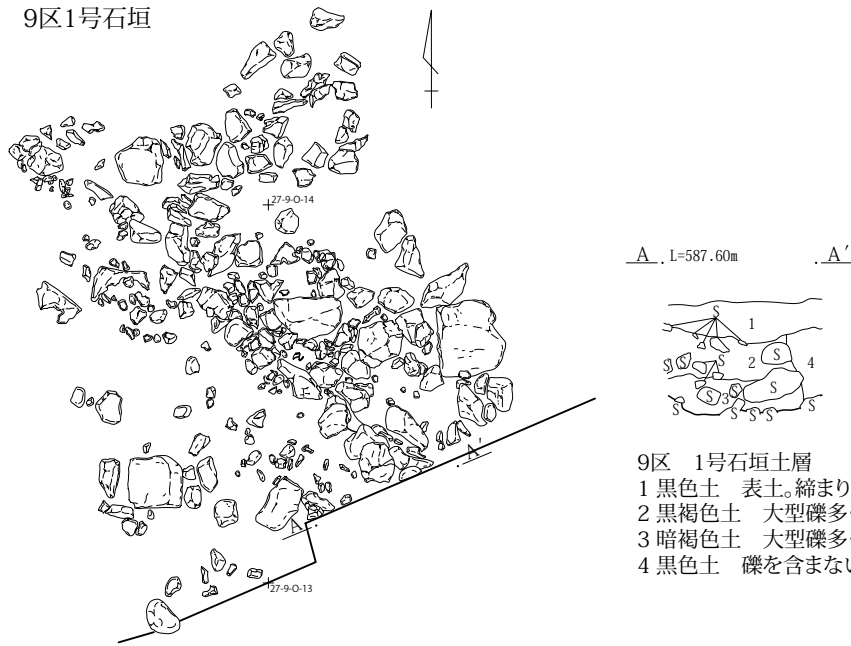 9区1号石垣
27-9-O-14
A . L=587.60m . A′
S
1
S S S 2 S 4
S 3 S
S S S S S
A′
A
27-9-O-13
9区 1号石垣土層
1 黒色土 表土。締まり
2 黒褐色土 大型礫多
3 暗褐色土 大型礫多
4 黒色土 礫を含まない